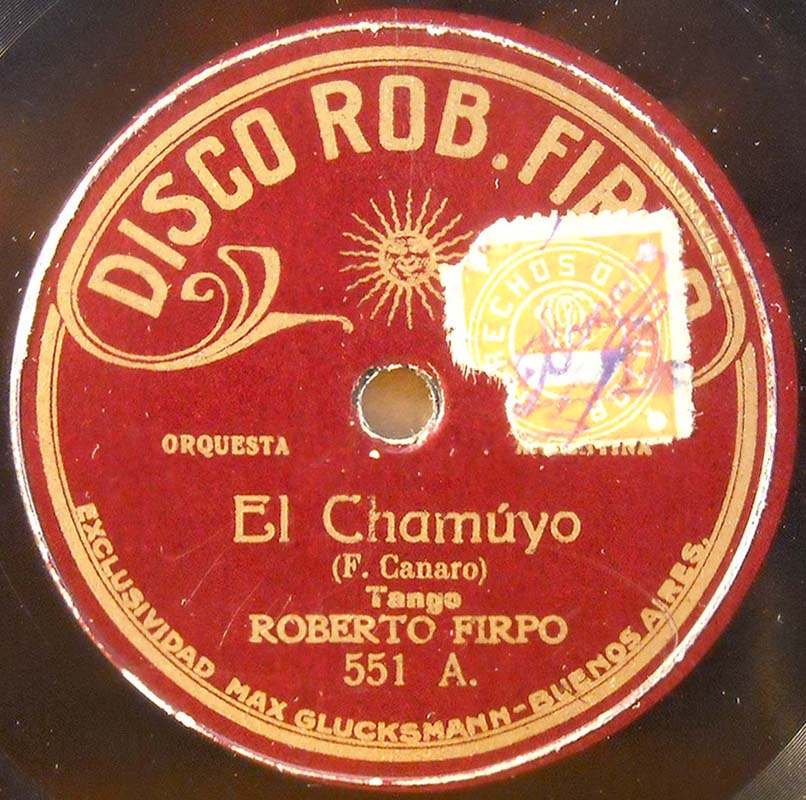 DISCO ROB. FIR
ORQUESTA
El Chamúyo
(F. Canaro)
Tango
ROBERTO FIRPO
551 A.
EXCLUSIVIDAD MAX GLUCKSMANN-BUENOS AIRES.